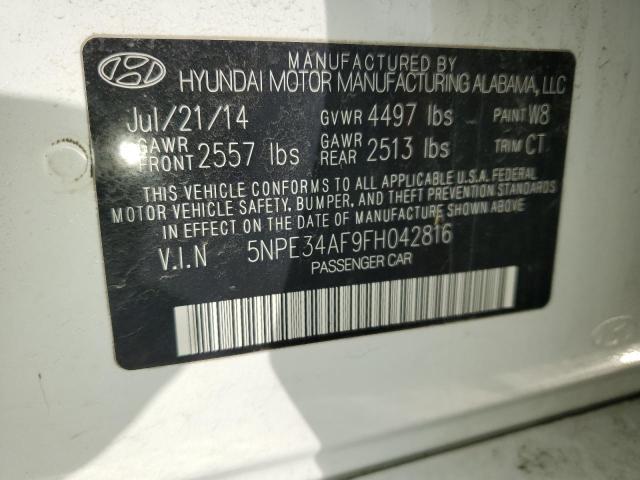 MANUFACTURED BY
HYUNDAI MOTOR MANUFACTURING ALABAMA, LLC
Jul/21/14 GVWR 4497 lbs PAINT W8
GAWR FRONT 2557 lbs GAWR REAR 2513 lbs TRIM CT
THIS VEHICLE CONFORMS TO ALL APPLICABLE U.S.A. FEDERAL
MOTOR VEHICLE SAFETY, BUMPER, AND THEFT PREVENTION STANDARDS
IN EFFECT ON THE DATE OF MANUFACTURE SHOWN ABOVE
V.I.N 5NPE34AF9FH042816
PASSENGER CAR